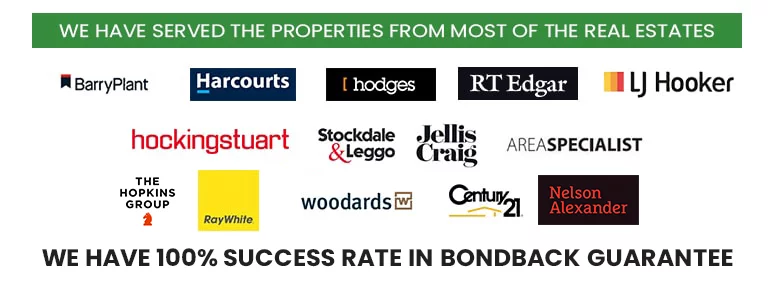 WE HAVE SERVED THE PROPERTIES FROM MOST OF THE REAL ESTATES
BarryPlant
Harcourts
hodges
RT Edgar
LJ Hooker
hockingstuart
Stockdale
&Leggo
Jellis
Craig
AREASPECIALIST
THE
HOPKINS
GROUP
RayWhite.
woodards
w
Century
21
Nelson
Alexander
WE HAVE 100% SUCCESS RATE IN BONDBACK GUARANTEE